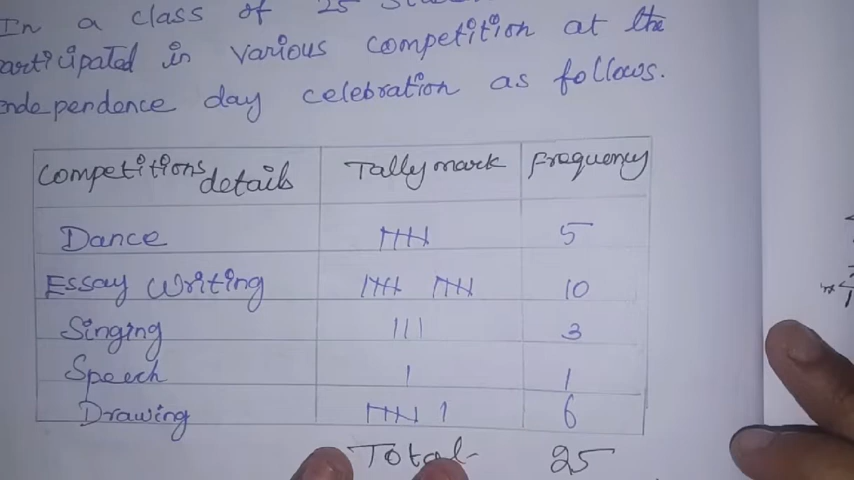 In a class of 25
participated in various competition at the
Independence day celebration as follows.
Competitions details Tally mark Frequency
Dance 5
Essay Writing 10
Singing ||| 3
Speech | 1
Drawing 6
Total 25